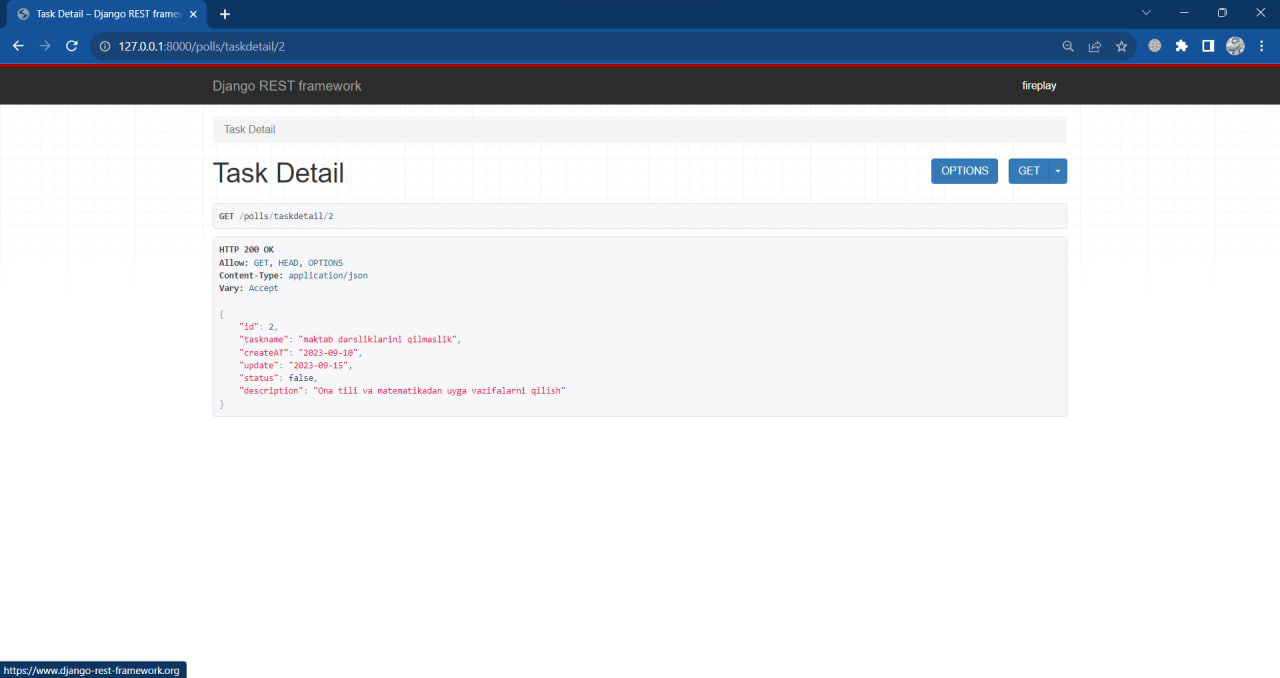 Task Detail – Django REST framew
127.0.0.1:8000/polls/taskdetail/2
Django REST framework
fireplay
Task Detail
Task Detail
OPTIONS
GET
GET /polls/taskdetail/2
HTTP 200 OK
Allow: GET, HEAD, OPTIONS
Content-Type: application/json
Vary: Accept
{
"id": 2,
"taskname": "maktab darsliklarini qilmaslik",
"createAT": "2023-09-10",
"update": "2023-09-15",
"status": false,
"description": "Ona tili va matematikadan uyga vazifalarni qilish"
}
https://www.django-rest-framework.org